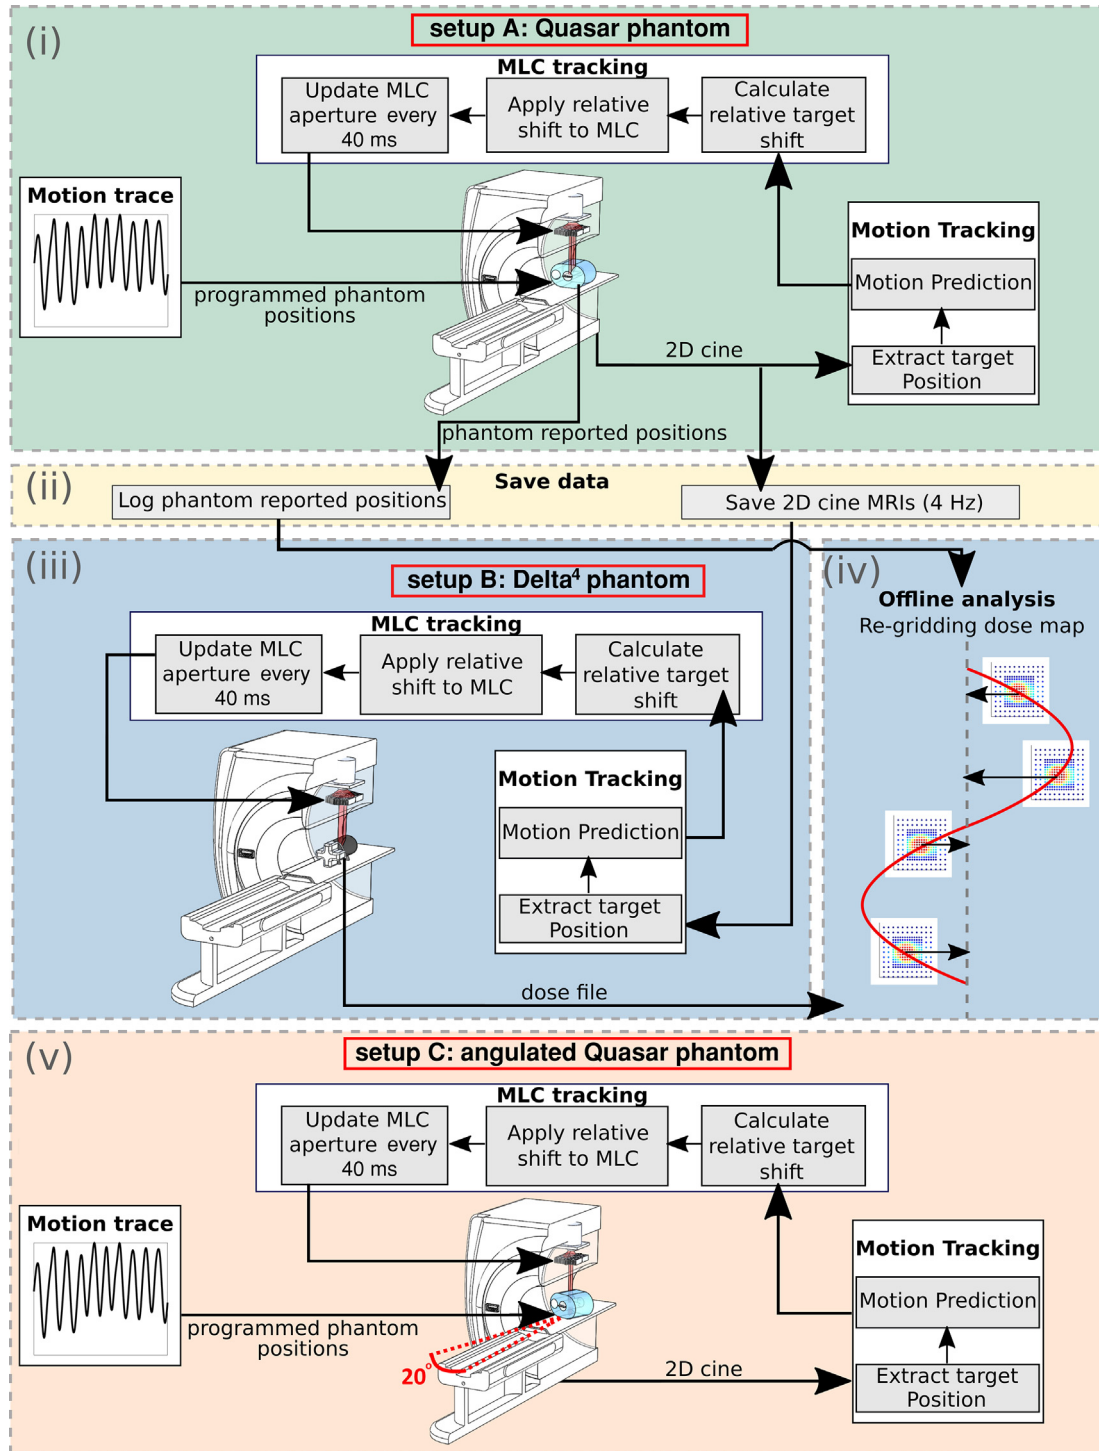 (i)
setup A: Quasar phantom
MLC tracking
Update MLC
aperture every
40 ms
Apply relative
shift to MLC
Calculate
relative target
shift
Motion trace
programmed phantom
positions
Motion Tracking
Motion Prediction
Extract target
Position
2D cine
phantom reported positions
(ii)
Save data
Log phantom reported positions
Save 2D cine MRIs (4 Hz)
(iii)
setup B: Delta⁴ phantom
MLC tracking
Update MLC
aperture every
40 ms
Apply relative
shift to MLC
Calculate
relative target
shift
Motion Tracking
Motion Prediction
Extract target
Position
dose file
(iv)
Offline analysis
Re-gridding dose map
(v)
setup C: angulated Quasar phantom
MLC tracking
Update MLC
aperture every
40 ms
Apply relative
shift to MLC
Calculate
relative target
shift
Motion trace
programmed phantom
positions
20°
2D cine
Motion Tracking
Motion Prediction
Extract target
Position